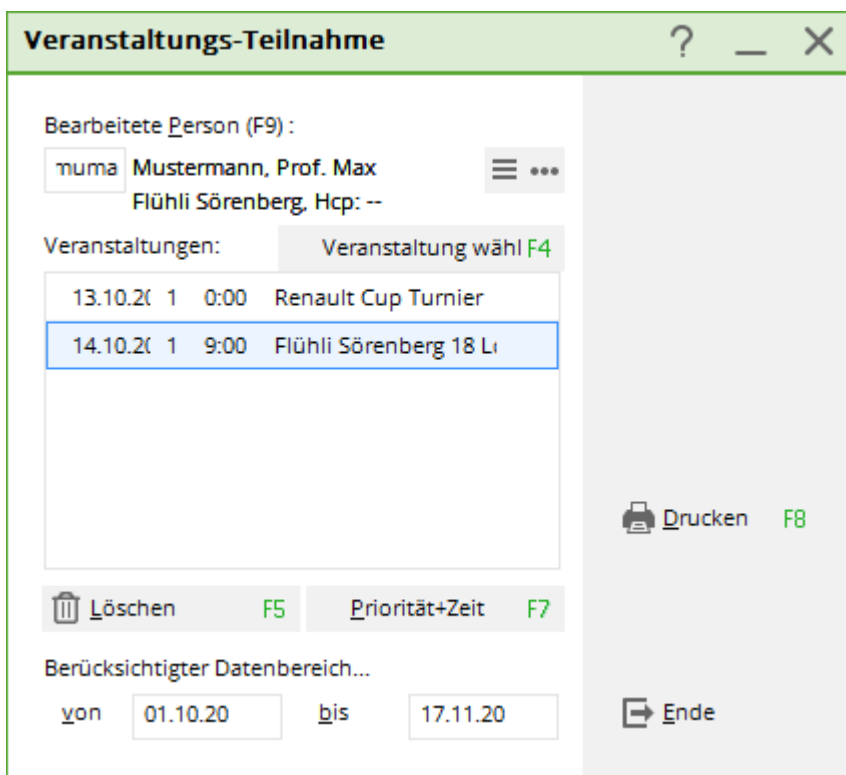 Veranstaltungs-Teilnahme ?
Bearbeitete Person (F9) :
muma Mustermann, Prof. Max
Flühli Sörenberg, Hcp: --
Veranstaltungen: Veranstaltung wähl F4
13.10.2( 1 0:00 Renault Cup Turnier
14.10.2( 1 9:00 Flühli Sörenberg 18 L
Drucken F8
Löschen F5 Priorität+Zeit F7
Berücksichtigter Datenbereich...
von 01.10.20 bis 17.11.20
Ende